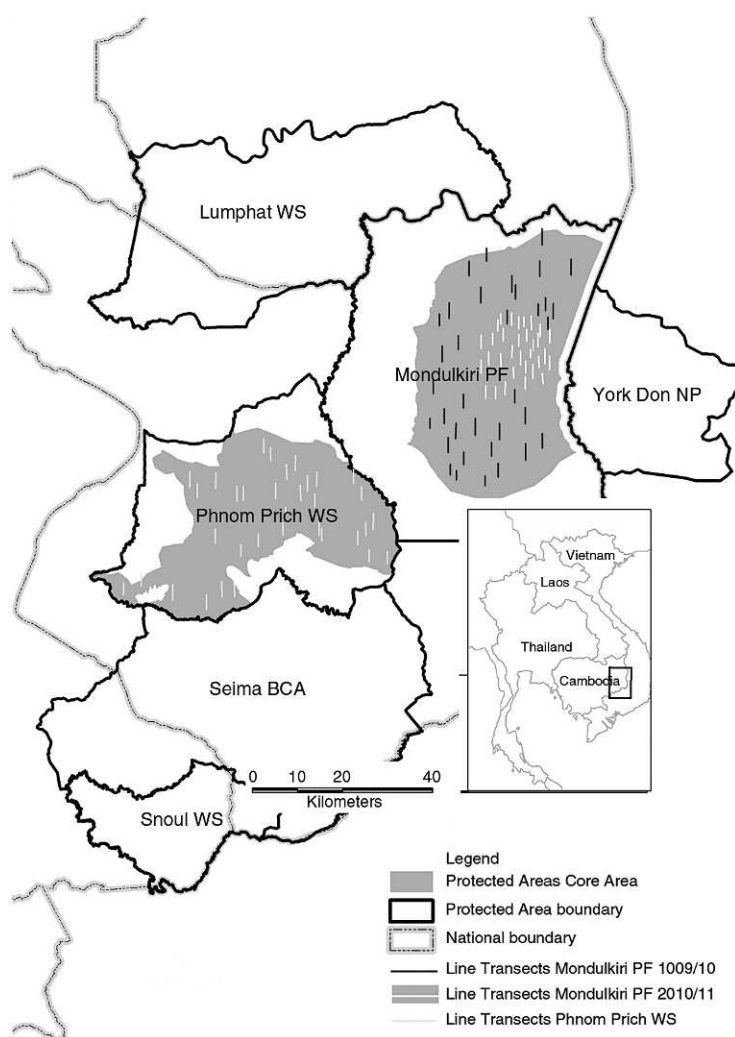 Lumphat WS
Mondulkiri PF
York Don NP
Phnom Prich WS
Vietnam
Laos
Thailand
Cambodia
Seima BCA
0 10 20 40
Kilometers
Snoul WS
Legend
Protected Areas Core Area
Protected Area boundary
National boundary
Line Transects Mondulkiri PF 1009/10
Line Transects Mondulkiri PF 2010/11
Line Transects Phnom Prich WS